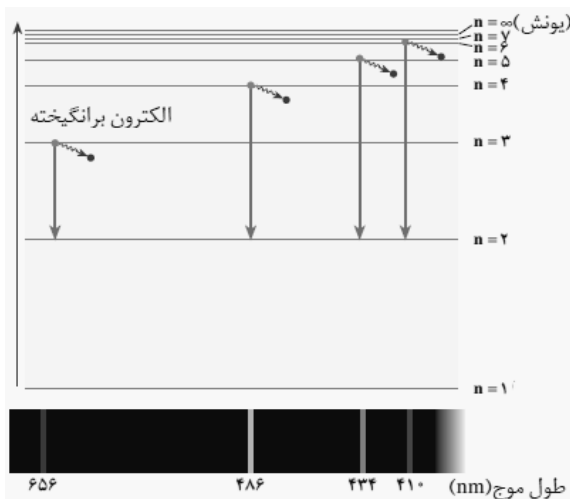 n = ∞ (یونش)
n = ۷
n = ۶
n = ۵
n = ۴
الکترون برانگیخته
n = ۳
n = ۲
n = ۱
۶۵۶ ۴۸۶ ۴۳۴ ۴۱۰ طول موج(nm)